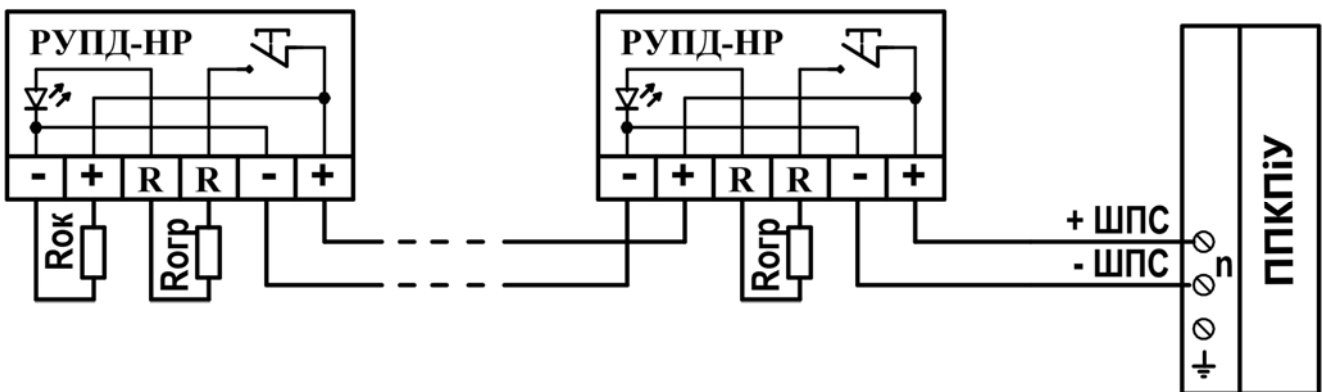 РУПД-НР
- + R R - +
Rок
Rогр
РУПД-НР
- + R R - +
Rогр
+ ШПС
- ШПС
n
ППКПіУ